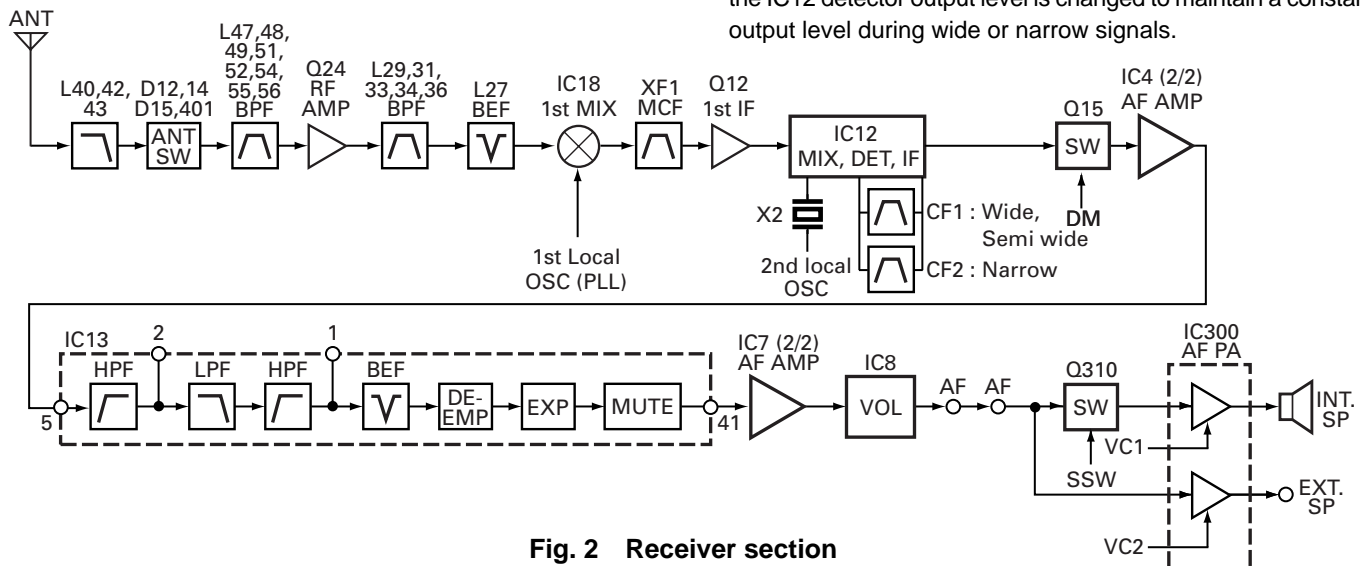 the IC12 detector output level is changed to maintain a constan
output level during wide or narrow signals.
ANT
L40,42,
43
D12,14
D15,401
ANT
SW
L47,48,
49,51,
52,54,
55,56
BPF
Q24
RF
AMP
L29,31,
33,34,36
BPF
L27
BEF
IC18
1st MIX
1st Local
OSC (PLL)
XF1
MCF
Q12
1st IF
IC12
MIX, DET, IF
X2
2nd local
OSC
CF1 : Wide,
Semi wide
CF2 : Narrow
Q15
SW
DM
IC4 (2/2)
AF AMP
IC13
5
HPF
2
LPF
HPF
1
BEF
DE-
EMP
EXP
MUTE
41
IC7 (2/2)
AF AMP
IC8
VOL
AF
AF
Q310
SW
SSW
IC300
AF PA
VC1
INT.
SP
VC2
EXT.
SP
Fig. 2 Receiver section